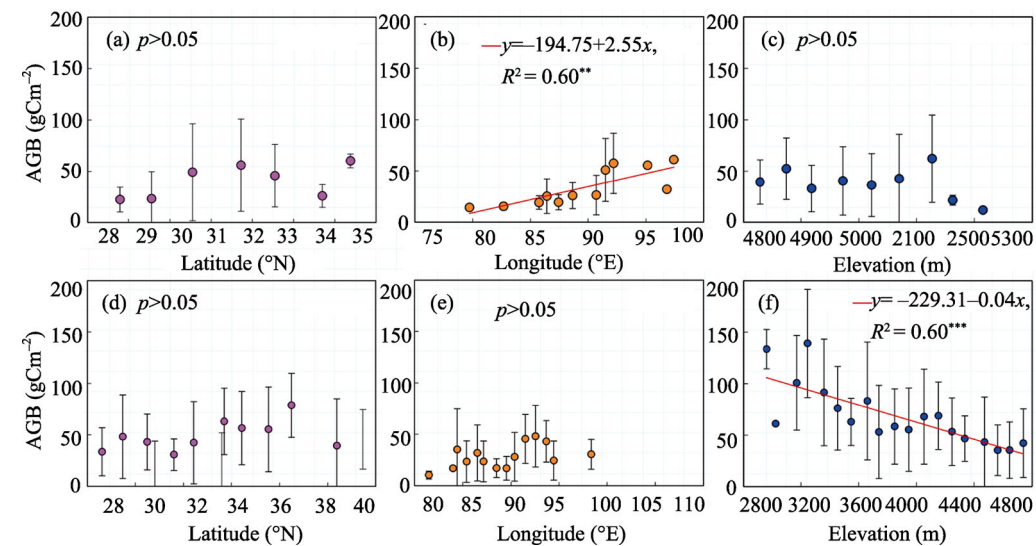 200
150
100
50
0
AGB (gCm⁻²)
(a) p>0.05
28 29 30 31 32 33 34 35
Latitude (°N)
200
150
100
50
0
(b)
y=–194.75+2.55x,
R² = 0.60**
75 80 85 90 95 100
Longitude (°E)
200
150
100
50
0
(c) p>0.05
4800 4900 5000 2100 2500 5300
Elevation (m)
200
150
100
50
0
AGB (gCm⁻²)
(d) p>0.05
28 30 32 34 36 38 40
Latitude (°N)
200
150
100
50
0
(e)
p>0.05
80 85 90 95 100 105 110
Longitude (°E)
200
150
100
50
0
(f)
y= –229.31–0.04x,
R² = 0.60***
2800 3200 3600 4000 4400 4800
Elevation (m)